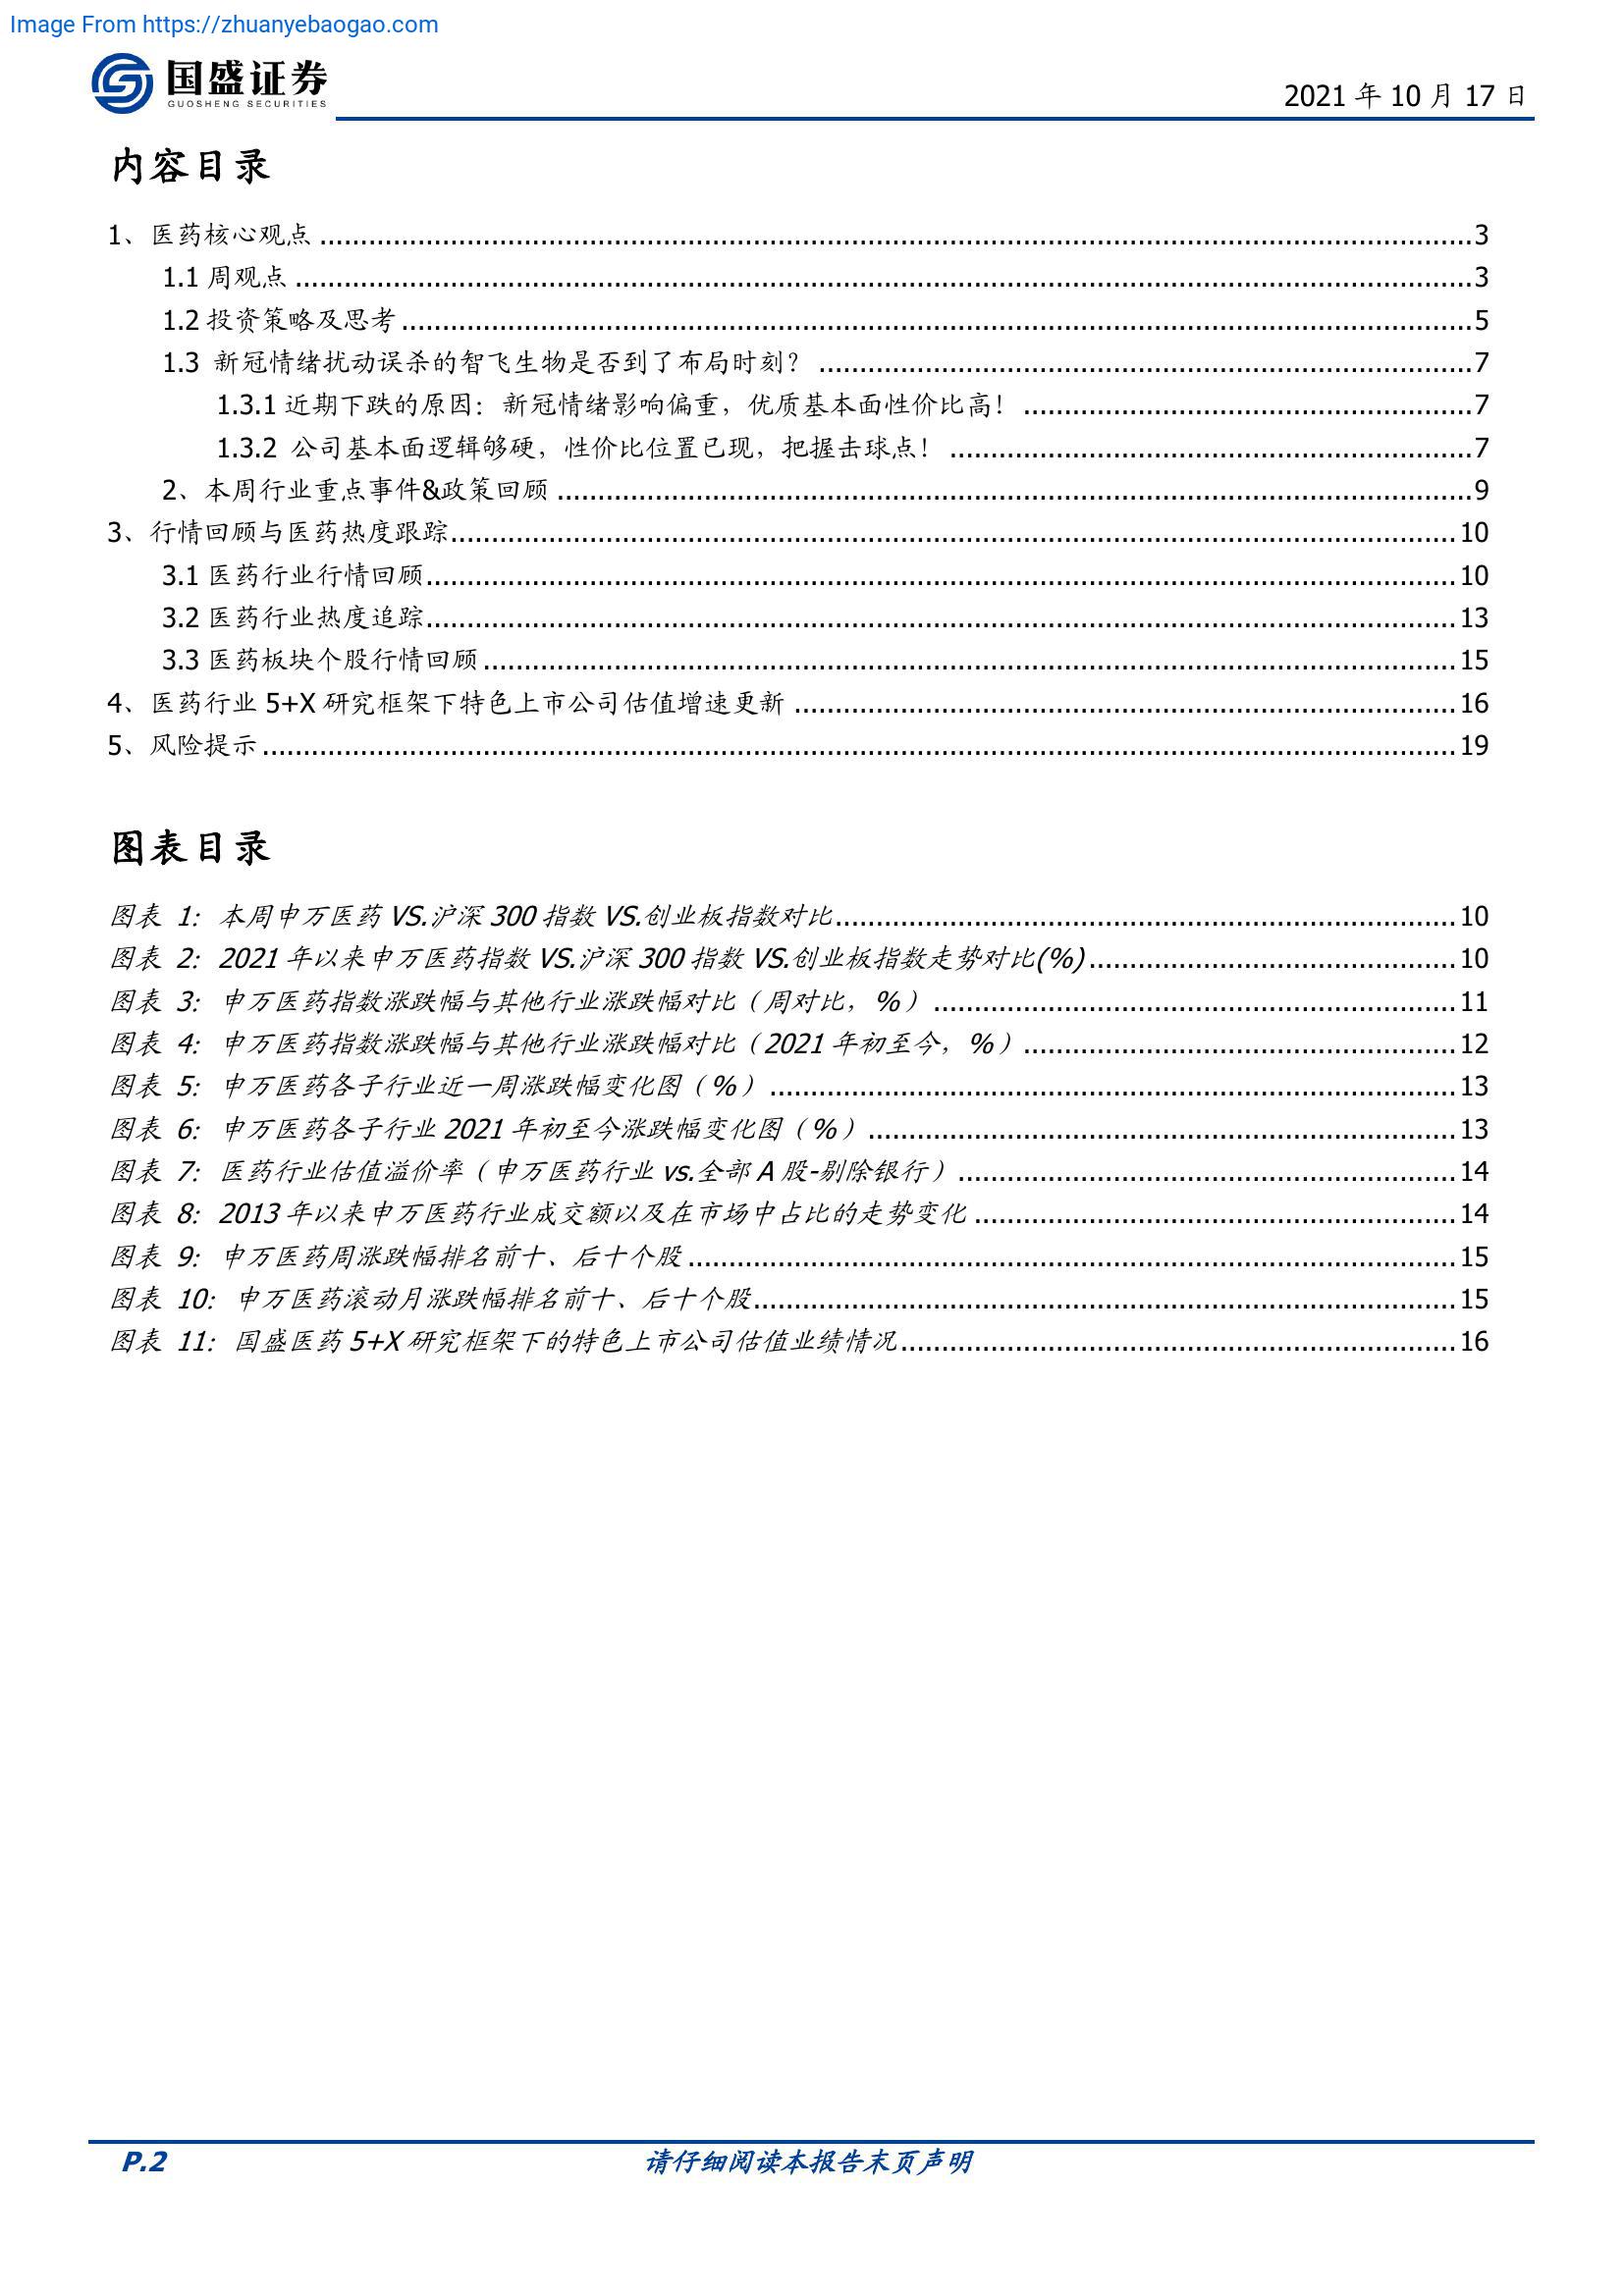 Image From https://zhuanyebaogao.com
国盛证券
GUOSHENG SECURITIES
2021 年 10 月 17 日
内容目录
1、医药核心观点 ........................................ 3
1.1 周观点 ........................................ 3
1.2 投资策略及思考 ........................................ 5
1.3 新冠情绪扰动误杀的智飞生物是否到了布局时刻？ ........................................ 7
1.3.1 近期下跌的原因：新冠情绪影响偏重，优质基本面性价比高！ ........................................ 7
1.3.2 公司基本面逻辑够硬，性价比位置已现，把握击球点！ ........................................ 7
2、本周行业重点事件&政策回顾 ........................................ 9
3、行情回顾与医药热度跟踪 ........................................ 10
3.1 医药行业行情回顾 ........................................ 10
3.2 医药行业热度追踪 ........................................ 13
3.3 医药板块个股行情回顾 ........................................ 15
4、医药行业 5+X 研究框架下特色上市公司估值增速更新 ........................................ 16
5、风险提示 ........................................ 19
图表目录
图表 1：本周申万医药 VS.沪深 300 指数 VS.创业板指数对比 ........................................ 10
图表 2：2021 年以来申万医药指数 VS.沪深 300 指数 VS.创业板指数走势对比(%) ........................................ 10
图表 3：申万医药指数涨跌幅与其他行业涨跌幅对比（周对比，%） ........................................ 11
图表 4：申万医药指数涨跌幅与其他行业涨跌幅对比（2021 年初至今，%） ........................................ 12
图表 5：申万医药各子行业近一周涨跌幅变化图（%） ........................................ 13
图表 6：申万医药各子行业 2021 年初至今涨跌幅变化图（%） ........................................ 13
图表 7：医药行业估值溢价率（申万医药行业 vs.全部 A 股-剔除银行） ........................................ 14
图表 8：2013 年以来申万医药行业成交额以及在市场中占比的走势变化 ........................................ 14
图表 9：申万医药周涨跌幅排名前十、后十个股 ........................................ 15
图表 10：申万医药滚动月涨跌幅排名前十、后十个股 ........................................ 15
图表 11：国盛医药 5+X 研究框架下的特色上市公司估值业绩情况 ........................................ 16
P.2
请仔细阅读本报告末页声明